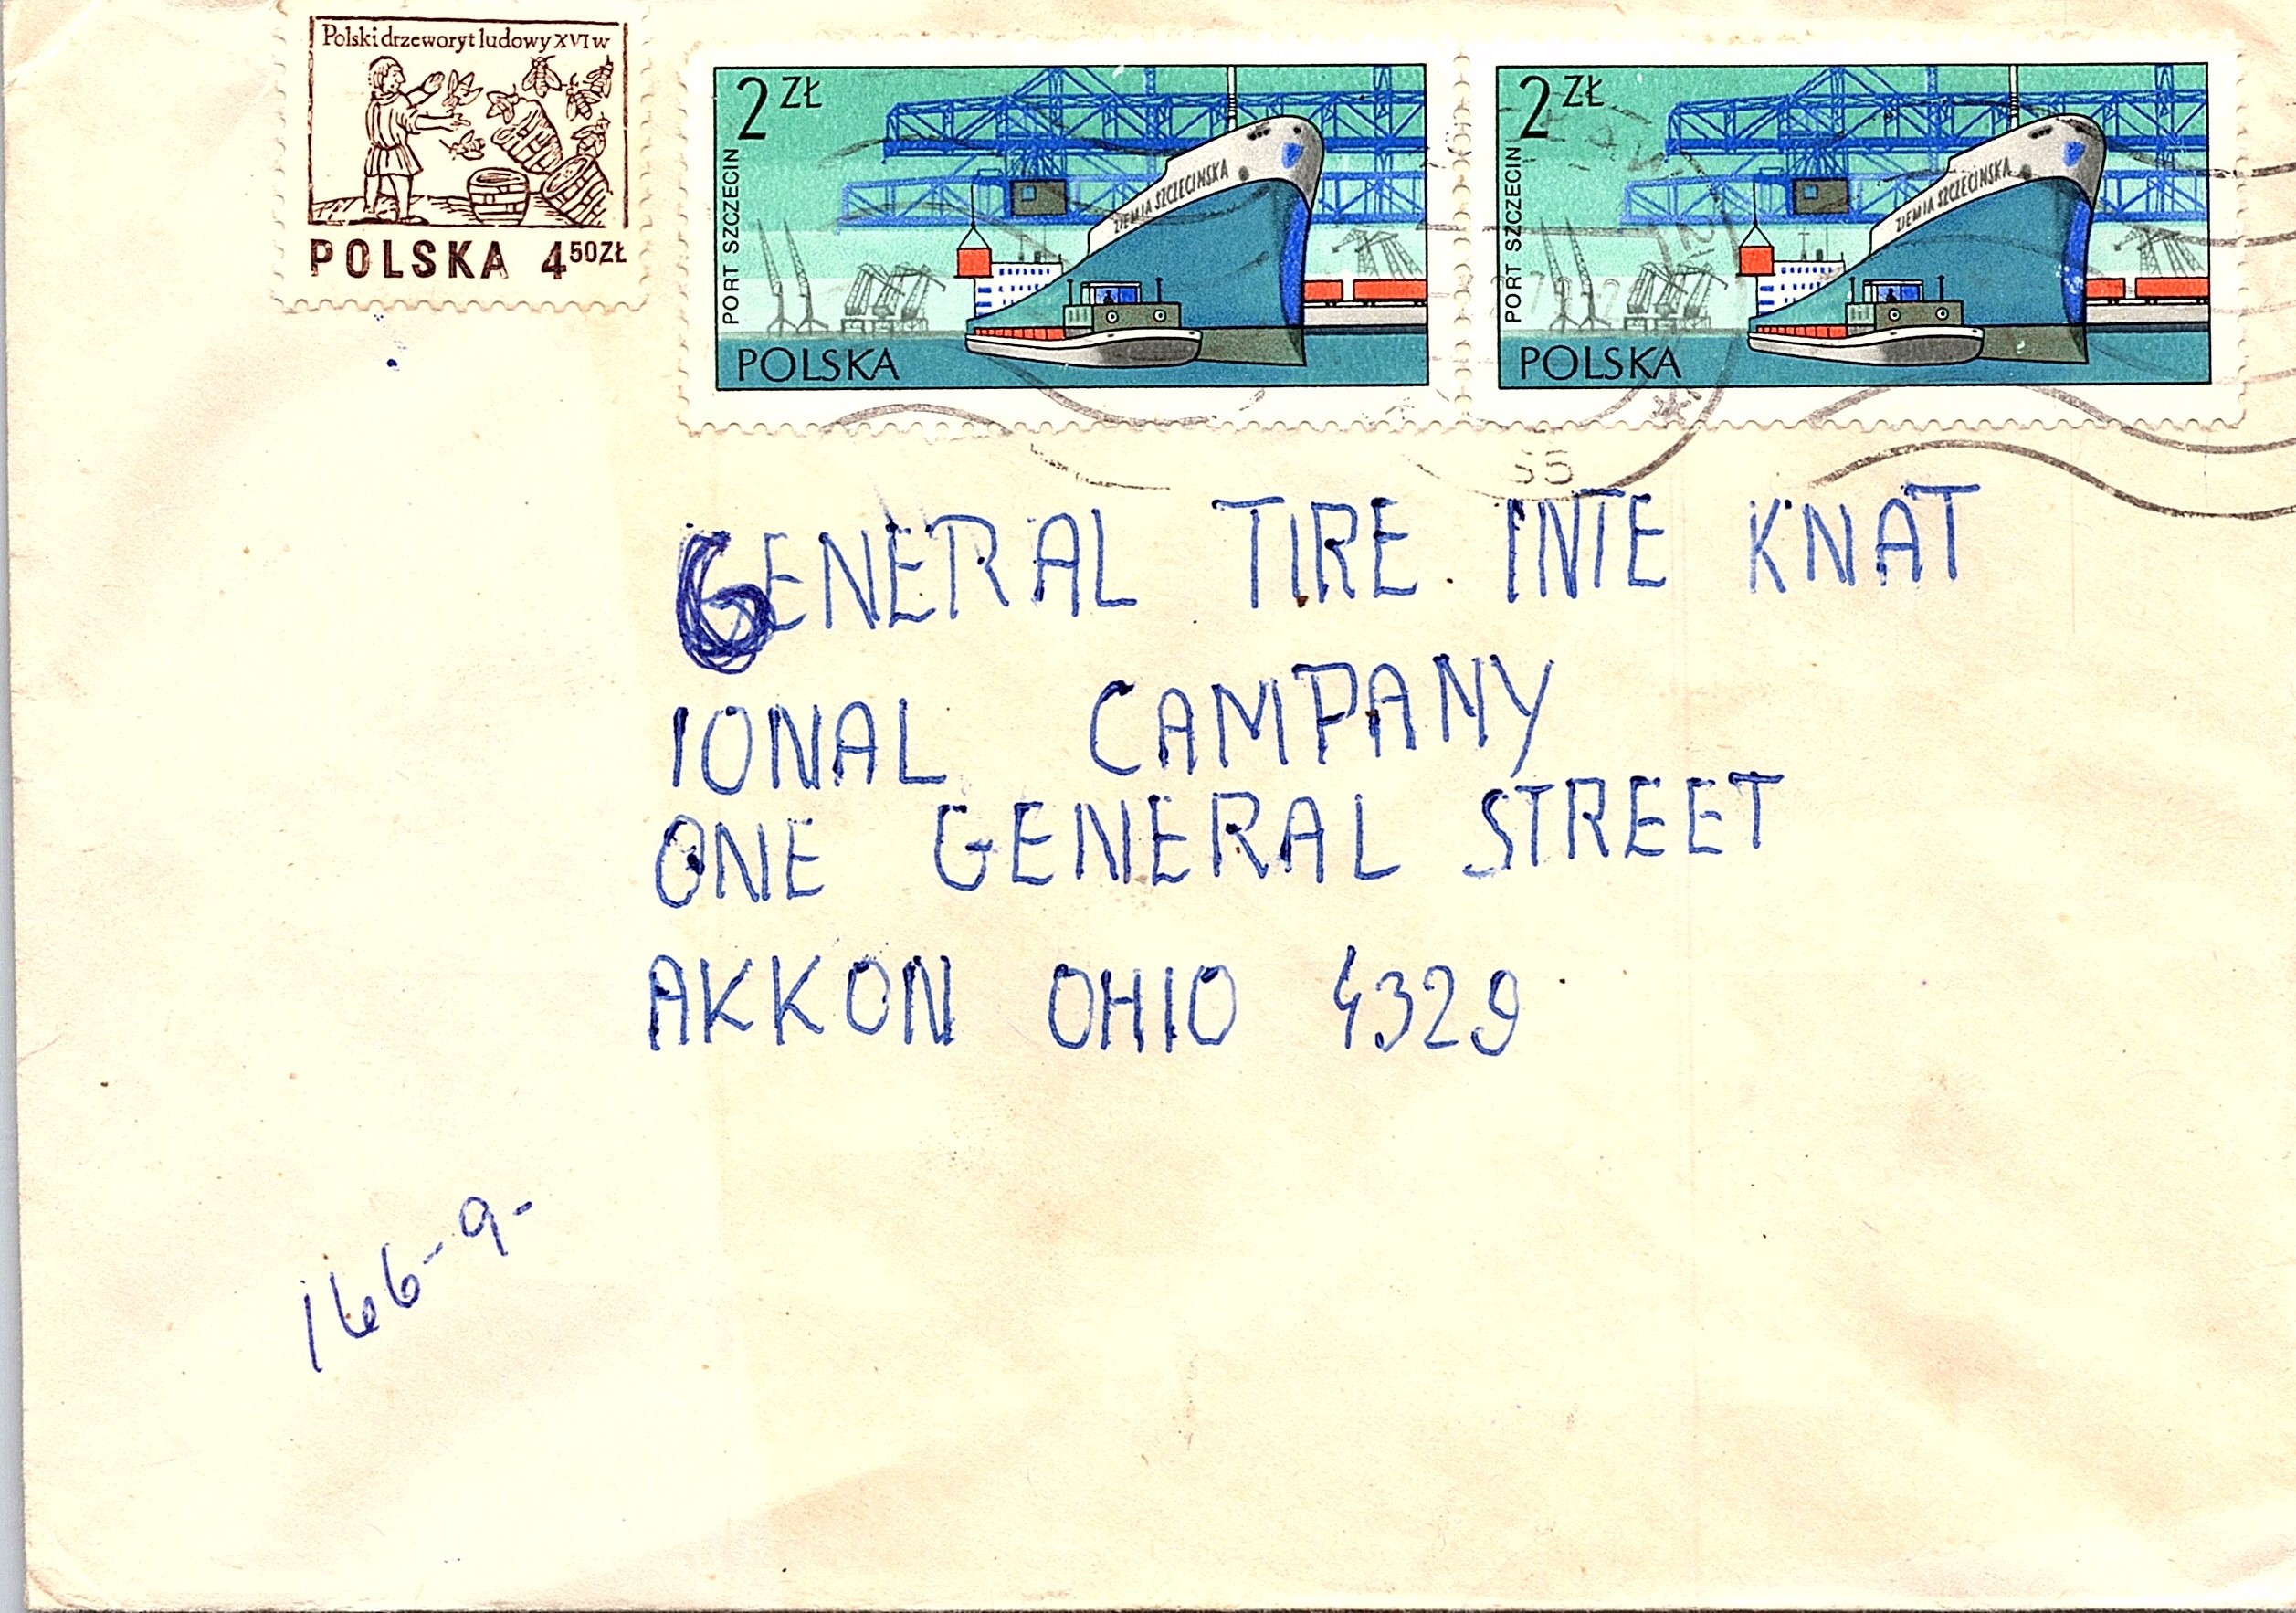 Polski drzeworyt ludowy XVI w
POLSKA 4 50 ZŁ
2 ZŁ
PORT SZCZECIN
ZIEMIA SZCZECIŃSKA
POLSKA
2 ZŁ
PORT SZCZECIN
ZIEMIA SZCZECIŃSKA
POLSKA
55
GENERAL TIRE INTE KNAT
IONAL CAMPANY
ONE GENERAL STREET
AKKON OHIO 4329
166-9-